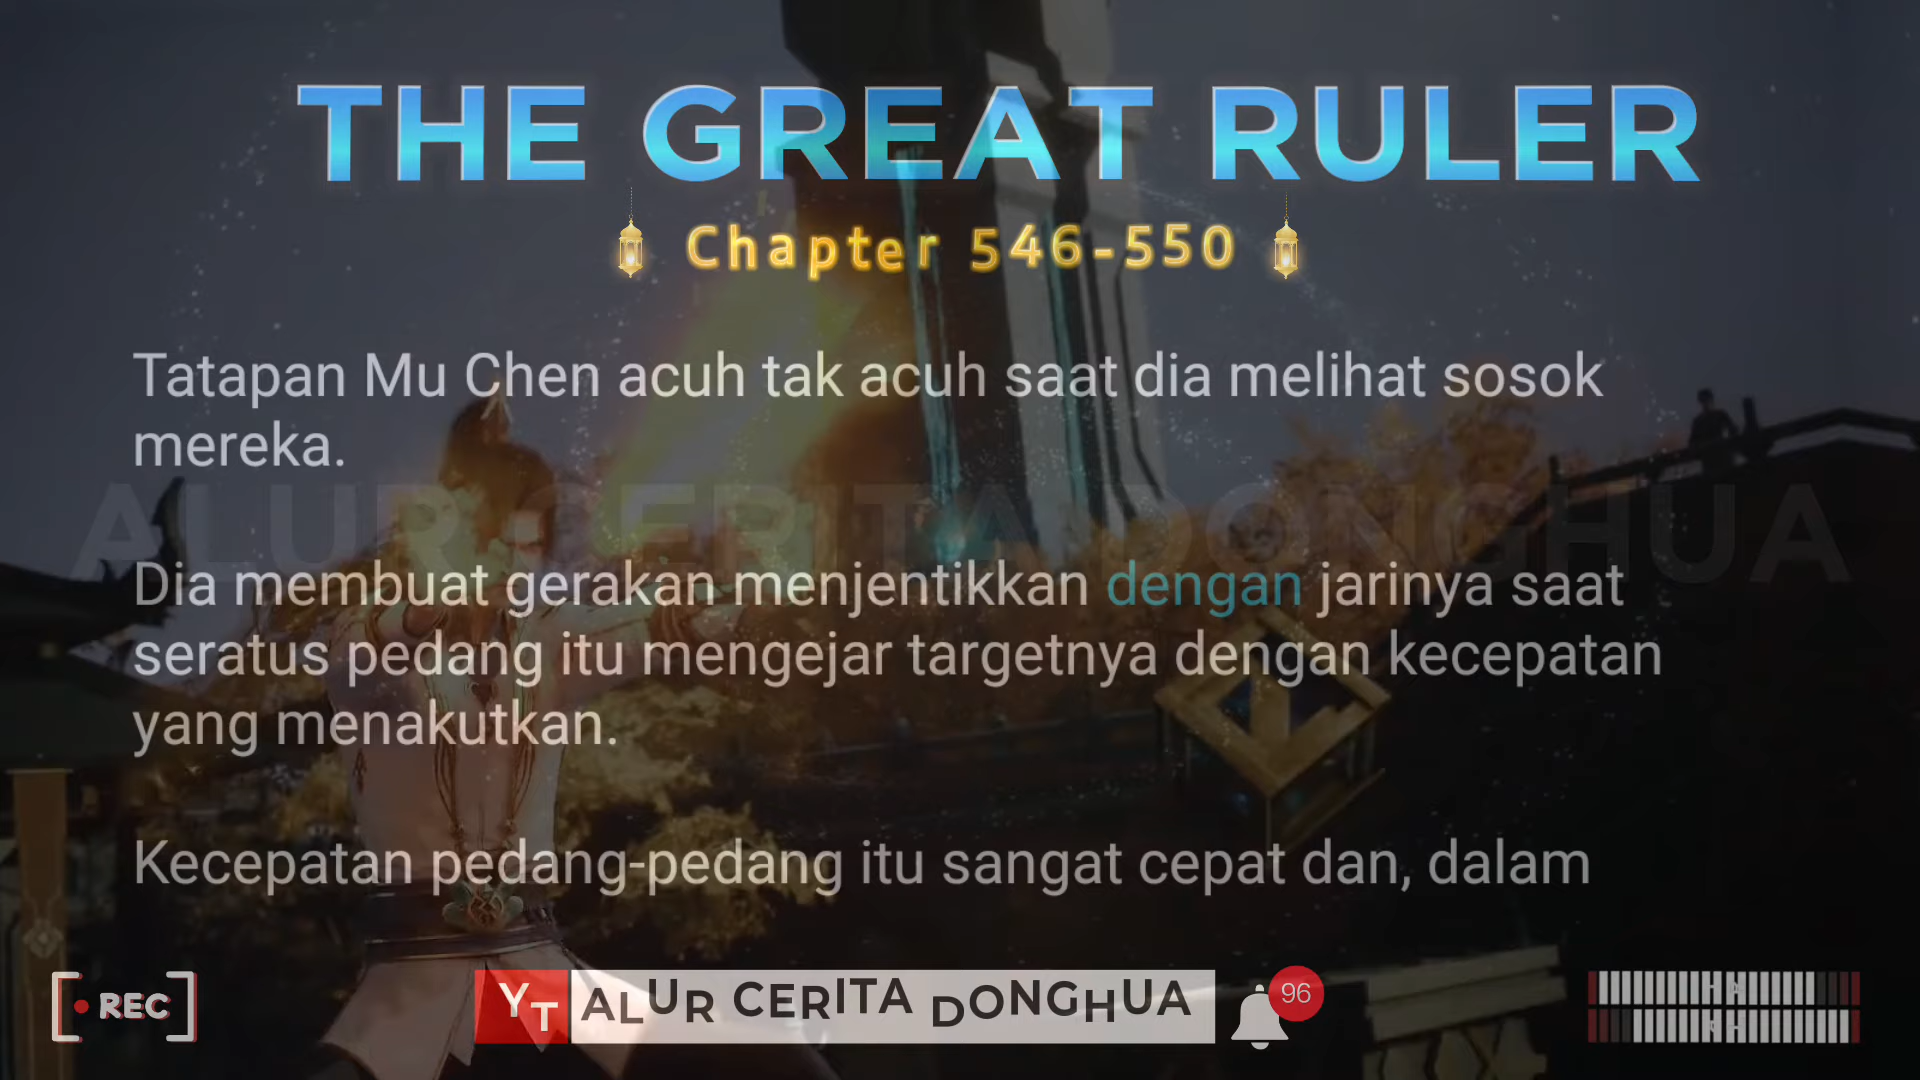 THE GREAT RULER
Chapter 546-550
Tatapan Mu Chen acuh tak acuh saat dia melihat sosok
mereka.
ALUR CERITA DONGHUA
Dia membuat gerakan menjentikkan dengan jarinya saat
seratus pedang itu mengejar targetnya dengan kecepatan
yang menakutkan.
Kecepatan pedang-pedang itu sangat cepat dan, dalam
REC
YT ALUR CERITA DONGHUA
96